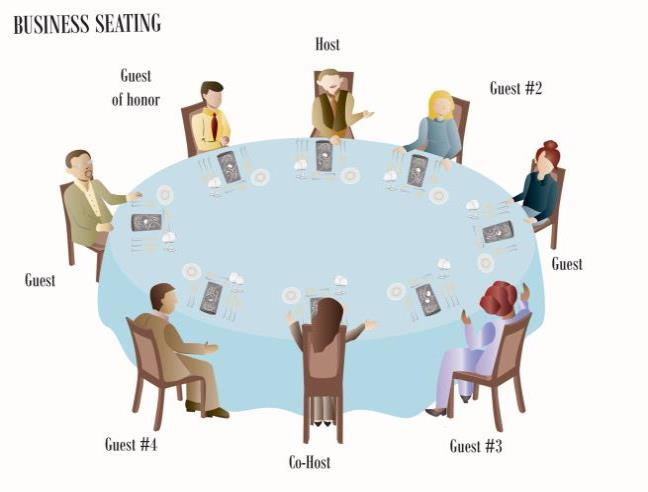 BUSINESS SEATING
Host
Guest
of honor
Guest #2
Guest
Guest
Guest #4
Guest #3
Co-Host